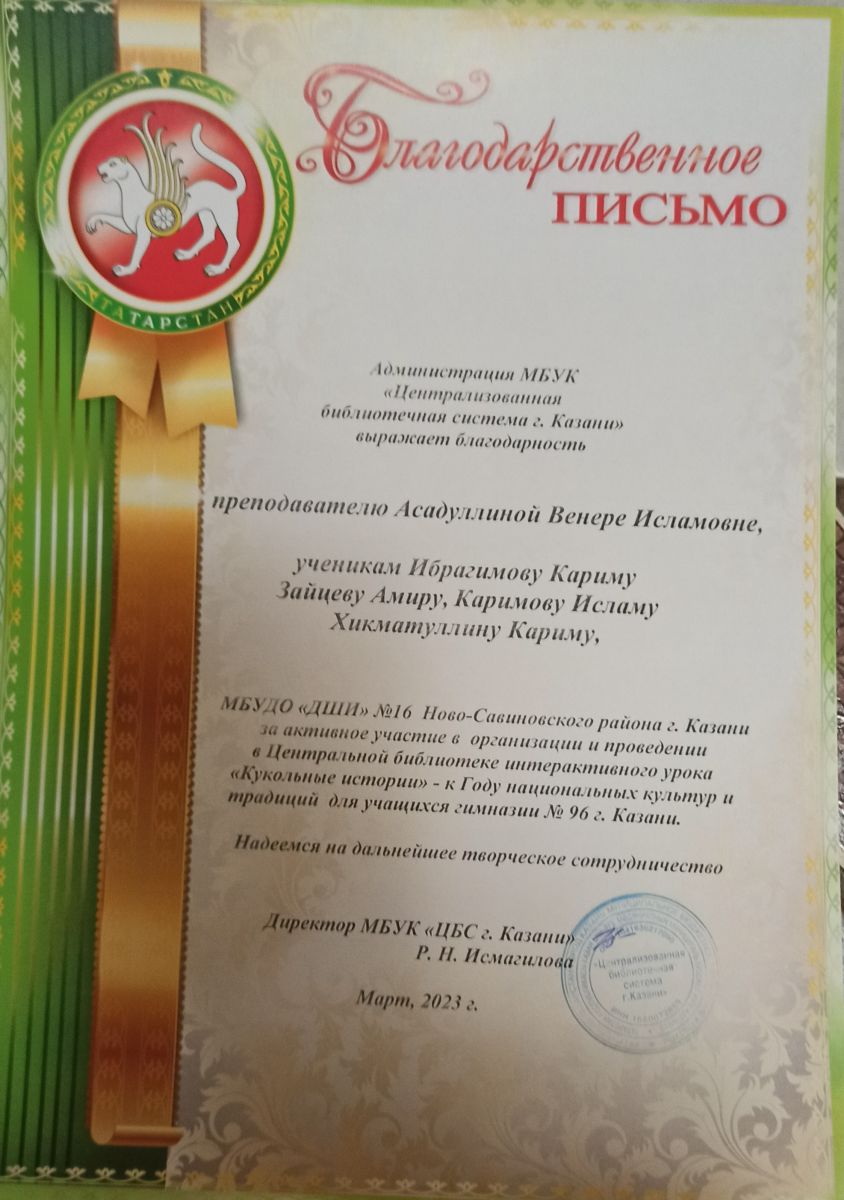 Благодарственное
ПИСЬМО
ТАТАРСТАН
Администрация МБУК
«Централизованная
библиотечная система г. Казани»
выражает благодарность
преподавателю Асадуллиной Венере Исламовне,
ученикам Ибрагимову Кариму
Зайцеву Амиру, Каримову Исламу
Хикматуллину Кариму,
МБУДО «ДШИ» №16 Ново-Савиновского района г. Казани
за активное участие в организации и проведении
в Центральной библиотеке интерактивного урока
«Кукольные истории» - к Году национальных культур и
традиций для учащихся гимназии № 96 г. Казани.
Надеемся на дальнейшее творческое сотрудничество
Директор МБУК «ЦБС г. Казани»
Р. Н. Исмагилова
Март, 2023 г.
«Централизованная
библиотечная
система
г.Казани»